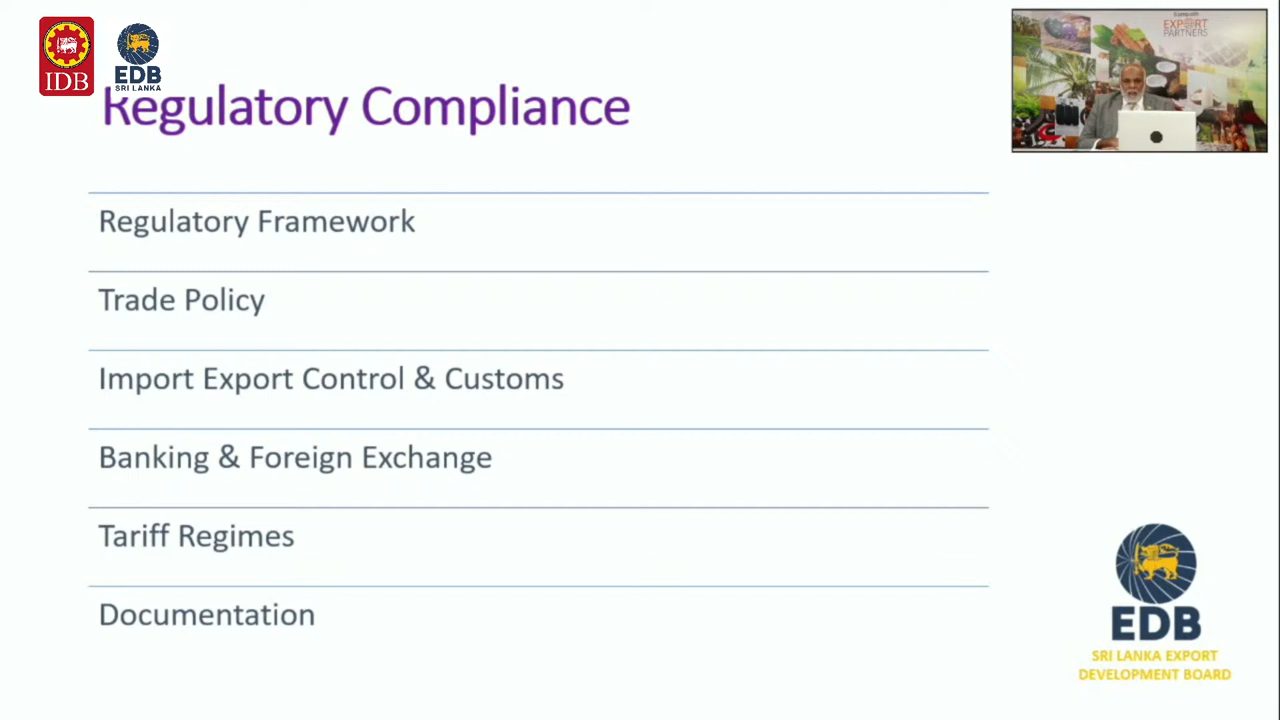 IDB
EDB
SRI LANKA
Regulatory Compliance
EXPORT
PARTNERS
Regulatory Framework
Trade Policy
Import Export Control & Customs
Banking & Foreign Exchange
Tariff Regimes
Documentation
EDB
SRI LANKA EXPORT
DEVELOPMENT BOARD